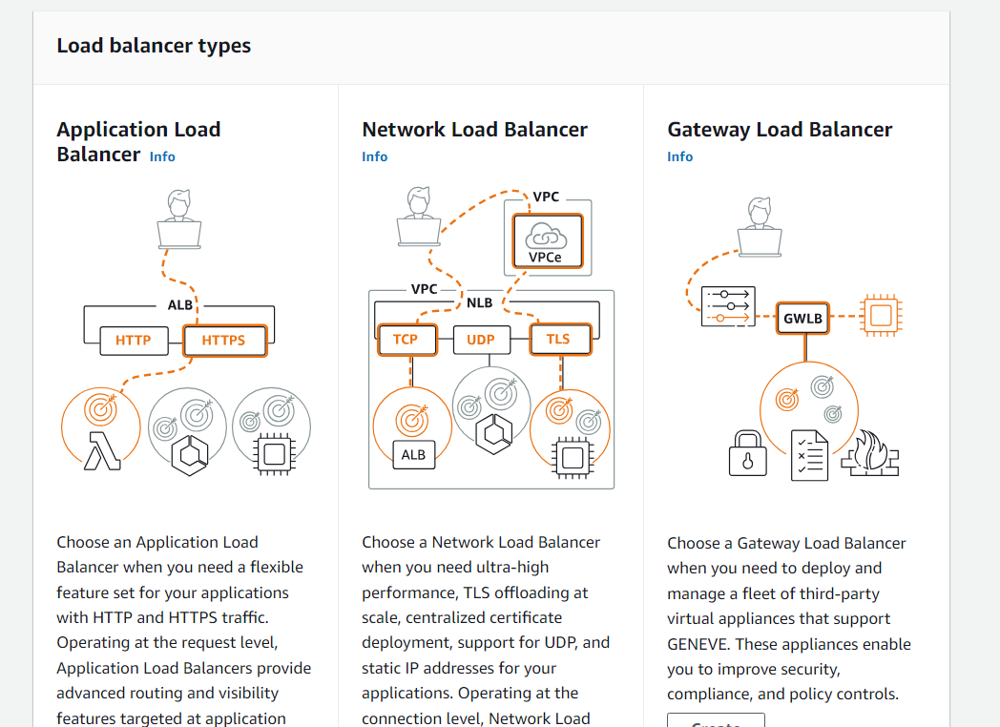 Load balancer types
Application Load
Balancer Info
ALB
HTTP
HTTPS
Choose an Application Load
Balancer when you need a flexible
feature set for your applications
with HTTP and HTTPS traffic.
Operating at the request level,
Application Load Balancers provide
advanced routing and visibility
features targeted at application
Network Load Balancer
Info
VPC
VPCe
VPC
NLB
TCP
UDP
TLS
ALB
Choose a Network Load Balancer
when you need ultra-high
performance, TLS offloading at
scale, centralized certificate
deployment, support for UDP, and
static IP addresses for your
applications. Operating at the
connection level, Network Load
Gateway Load Balancer
Info
GWLB
Choose a Gateway Load Balancer
when you need to deploy and
manage a fleet of third-party
virtual appliances that support
GENEVE. These appliances enable
you to improve security,
compliance, and policy controls.
Create